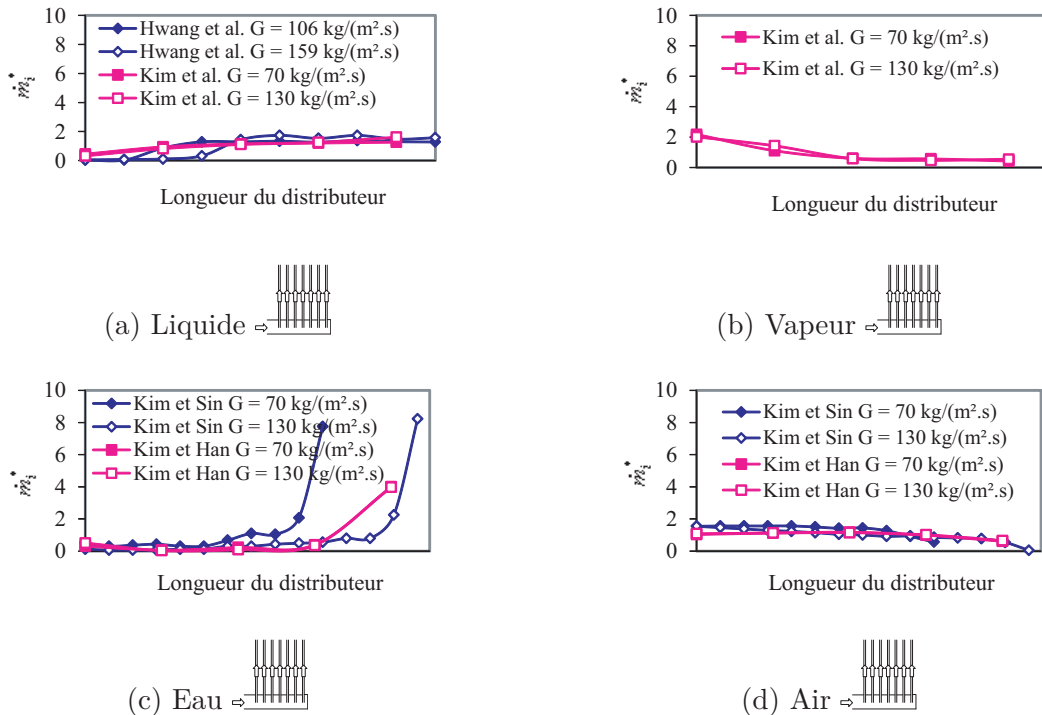 10
8
6
4
2
0
ṁᵢ*
Hwang et al. G = 106 kg/(m².s)
Hwang et al. G = 159 kg/(m².s)
Kim et al. G = 70 kg/(m².s)
Kim et al. G = 130 kg/(m².s)
Longueur du distributeur
(a) Liquide
10
8
6
4
2
0
ṁᵢ*
Kim et al. G = 70 kg/(m².s)
Kim et al. G = 130 kg/(m².s)
Longueur du distributeur
(b) Vapeur
10
8
6
4
2
0
ṁᵢ*
Kim et Sin G = 70 kg/(m².s)
Kim et Sin G = 130 kg/(m².s)
Kim et Han G = 70 kg/(m².s)
Kim et Han G = 130 kg/(m².s)
Longueur du distributeur
(c) Eau
10
8
6
4
2
0
ṁᵢ*
Kim et Sin G = 70 kg/(m².s)
Kim et Sin G = 130 kg/(m².s)
Kim et Han G = 70 kg/(m².s)
Kim et Han G = 130 kg/(m².s)
Longueur du distributeur
(d) Air